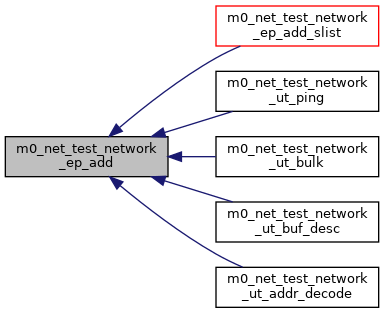 m0_net_test_network
_ep_add_slist
m0_net_test_network
_ut_ping
m0_net_test_network
_ep_add
m0_net_test_network
_ut_bulk
m0_net_test_network
_ut_buf_desc
m0_net_test_network
_ut_addr_decode